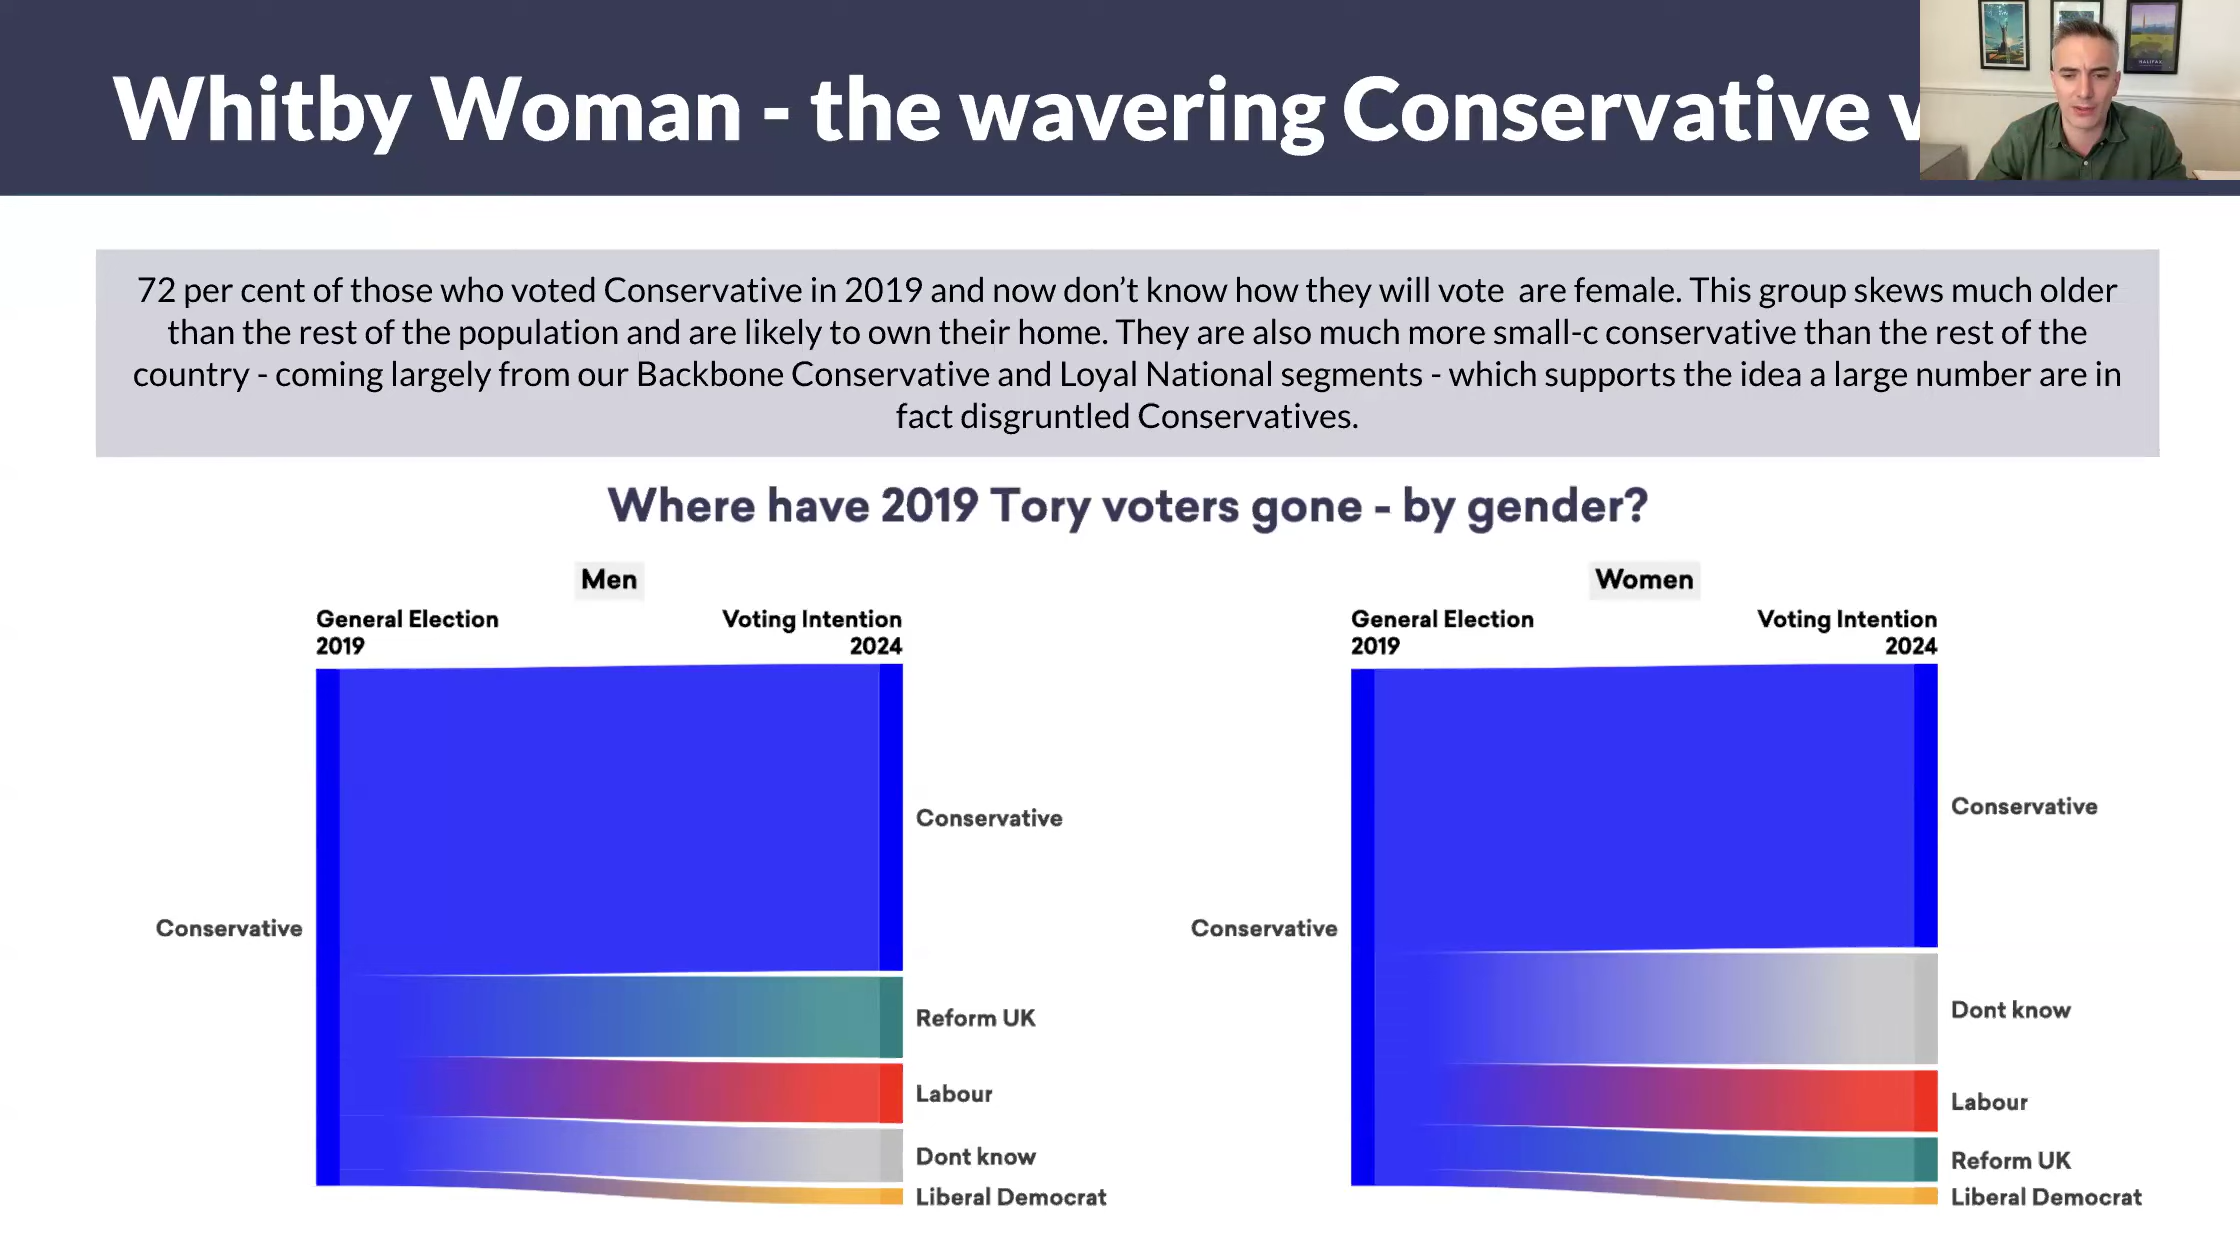 Whitby Woman - the wavering Conservative
HALIFAX
72 per cent of those who voted Conservative in 2019 and now don't know how they will vote are female. This group skews much older
than the rest of the population and are likely to own their home. They are also much more small-c conservative than the rest of the
country - coming largely from our Backbone Conservative and Loyal National segments - which supports the idea a large number are in
fact disgruntled Conservatives.
Where have 2019 Tory voters gone - by gender?
Men
General Election
2019
Voting Intention
2024
Conservative
Conservative
Reform UK
Labour
Dont know
Liberal Democrat
Women
General Election
2019
Voting Intention
2024
Conservative
Conservative
Dont know
Labour
Reform UK
Liberal Democrat